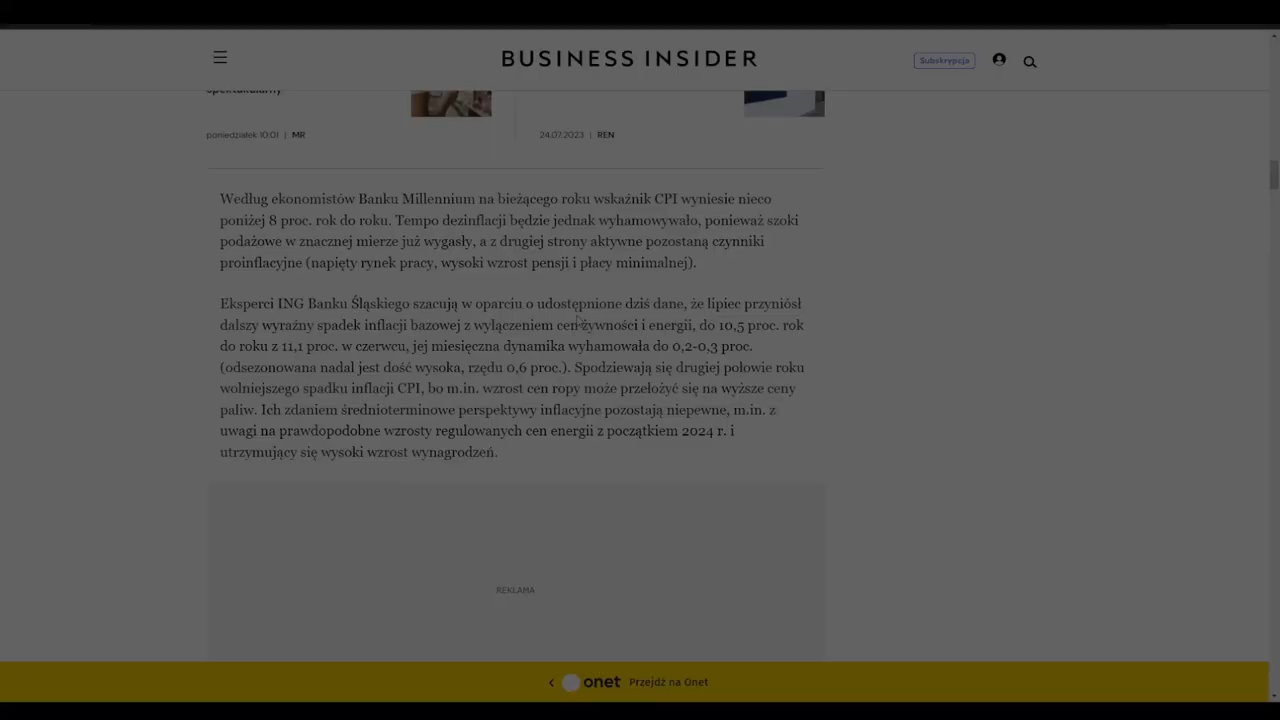 BUSINESS INSIDER
Subskrypcja
spektakularny
poniedziałek 10:01 | MR
24.07.2023 | REN
Według ekonomistów Banku Millennium na bieżącego roku wskaźnik CPI wyniesie nieco
poniżej 8 proc. rok do roku. Tempo dezinflacji będzie jednak wyhamowywało, ponieważ szoki
podażowe w znacznej mierze już wygasły, a z drugiej strony aktywne pozostaną czynniki
proinflacyjne (napięty rynek pracy, wysoki wzrost pensji i płacy minimalnej).
Eksperci ING Banku Śląskiego szacują w oparciu o udostępnione dziś dane, że lipiec przyniósł
dalszy wyraźny spadek inflacji bazowej z wyłączeniem cen żywności i energii, do 10,5 proc. rok
do roku z 11,1 proc. w czerwcu, jej miesięczna dynamika wyhamowała do 0,2-0,3 proc.
(odsezonowana nadal jest dość wysoka, rzędu 0,6 proc.). Spodziewają się drugiej połowie roku
wolniejszego spadku inflacji CPI, bo m.in. wzrost cen ropy może przełożyć się na wyższe ceny
paliw. Ich zdaniem średnioterminowe perspektywy inflacyjne pozostają niepewne, m.in. z
uwagi na prawdopodobne wzrosty regulowanych cen energii z początkiem 2024 r. i
utrzymujący się wysoki wzrost wynagrodzeń.
REKLAMA
onet Przejdź na Onet